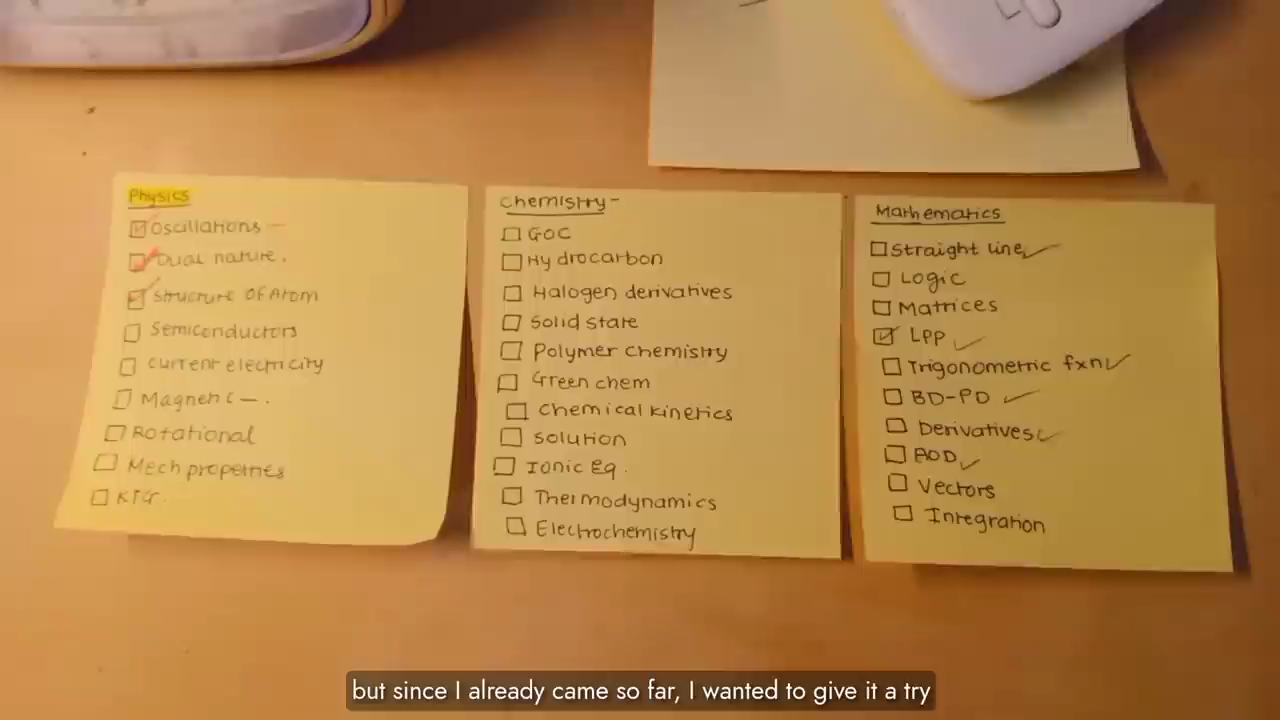 Physics
Oscillations -
Dual nature.
Structure Of Atom
Semiconductors
Current electricity
Magnetic -.
Rotational
Mech properties
KTG.
Chemistry-
GOC
Hydrocarbon
Halogen derivatives
Solid state
Polymer chemistry
Green chem
Chemical kinetics
Solution
Ionic Eq.
Thermodynamics
Electrochemistry
Mathematics
Straight line
Logic
Matrices
LPP
Trigonometric fxn
BD-PD
Derivatives
AOD
Vectors
Integration
but since I already came so far, I wanted to give it a try